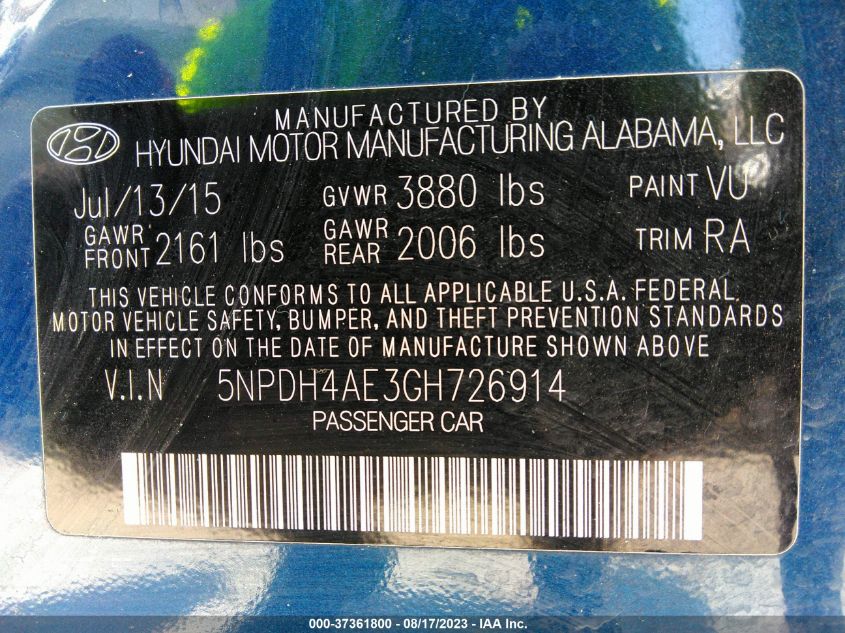 MANUFACTURED BY
HYUNDAI MOTOR MANUFACTURING ALABAMA, LLC
Jul/13/15 GVWR 3880 lbs PAINT VU
GAWR FRONT 2161 lbs GAWR REAR 2006 lbs TRIM RA
THIS VEHICLE CONFORMS TO ALL APPLICABLE U.S.A. FEDERAL
MOTOR VEHICLE SAFETY, BUMPER, AND THEFT PREVENTION STANDARDS
IN EFFECT ON THE DATE OF MANUFACTURE SHOWN ABOVE
V.I.N 5NPDH4AE3GH726914
PASSENGER CAR
000-37361800 - 08/17/2023 - IAA Inc.